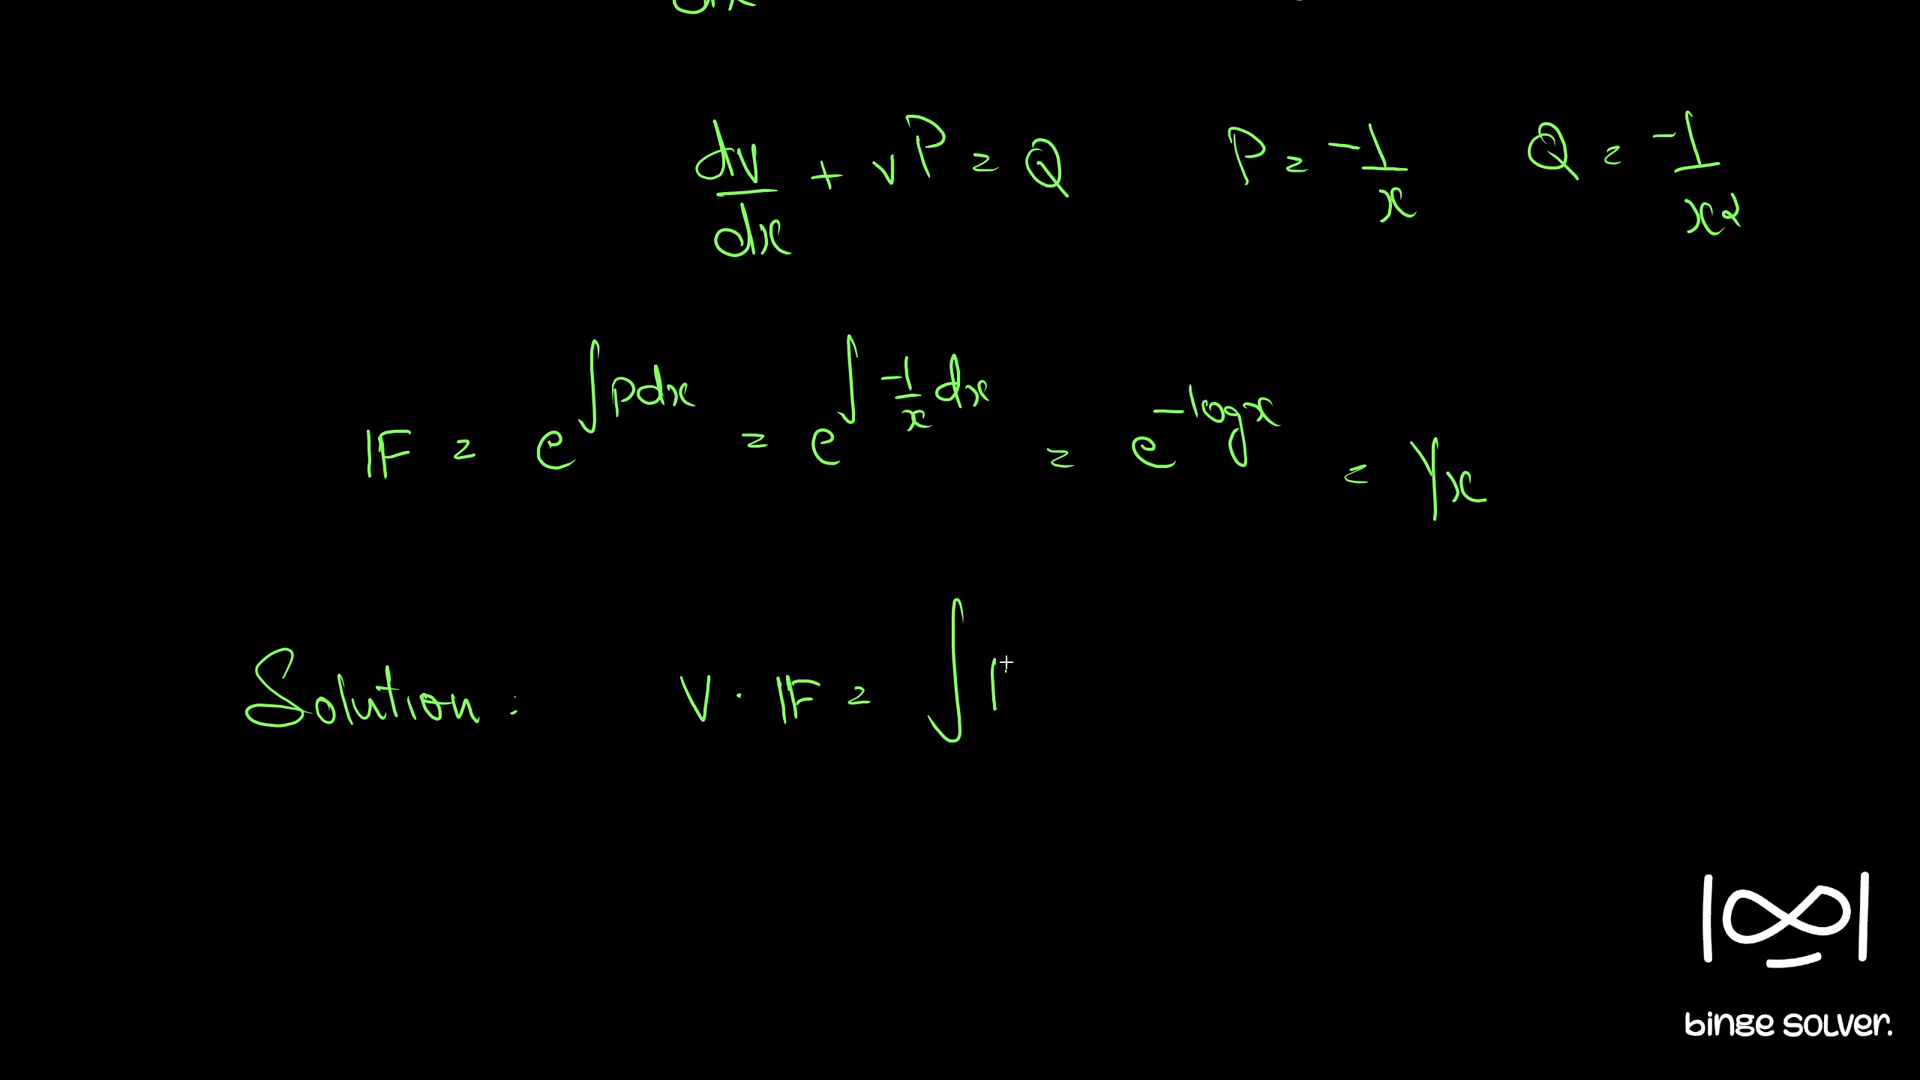 dv/dx + vP = Q P = -1/x Q = -1/x²
IF = e^∫Pdx = e^∫-1/x dx = e^-logx = 1/x
Solution : V · IF = ∫ I
binge solver.